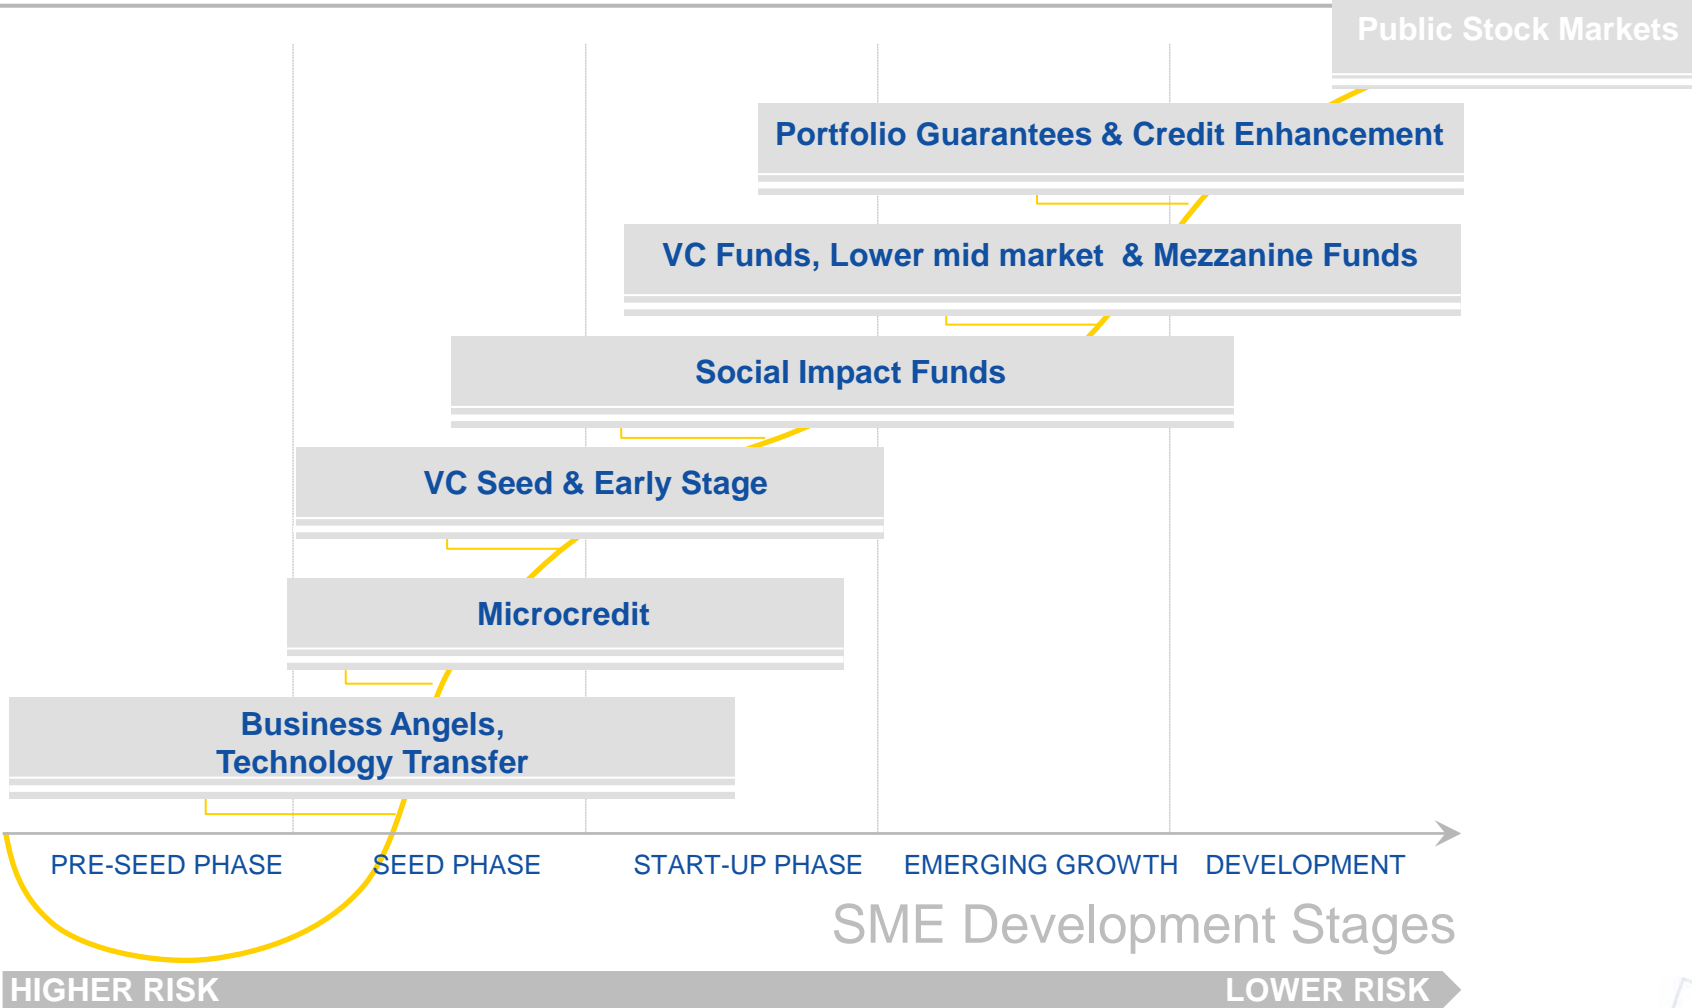 Public Stock Markets
Portfolio Guarantees & Credit Enhancement
VC Funds, Lower mid market & Mezzanine Funds
Social Impact Funds
VC Seed & Early Stage
Microcredit
Business Angels,
Technology Transfer
PRE-SEED PHASE SEED PHASE START-UP PHASE EMERGING GROWTH DEVELOPMENT
SME Development Stages
HIGHER RISK LOWER RISK